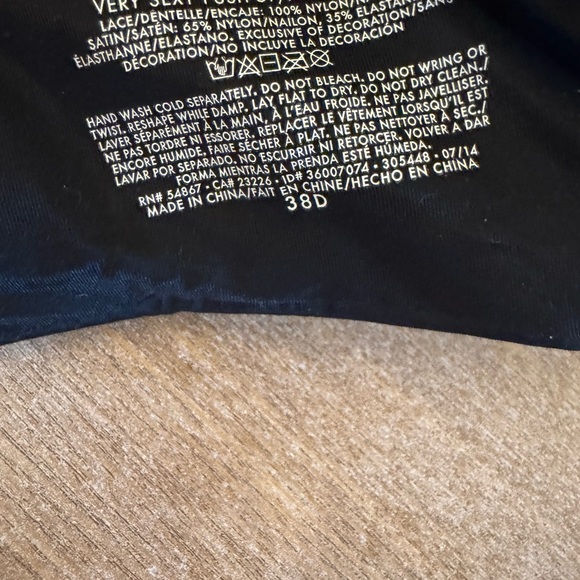 VERY SEXY PUSH
LACE/DENTELLE/ENCAJE: 100% NYLON/
SATIN/SATÉN: 65% NYLON/NAILON, 35% ELASTANE/
ÉLASTHANNE/ELASTANO. EXCLUSIVE OF DECORATION/SANS
DÉCORATION/NO INCLUYE LA DECORACIÓN
HAND WASH COLD SEPARATELY. DO NOT BLEACH. DO NOT WRING OR
TWIST. RESHAPE WHILE DAMP. LAY FLAT TO DRY. DO NOT DRY CLEAN./
LAVER SÉPARÉMENT À LA MAIN, À L'EAU FROIDE. NE PAS JAVELLISER.
NE PAS TORDRE NI ESSORER. REPLACER LE VÊTEMENT LORSQU'IL EST
ENCORE HUMIDE. FAIRE SÉCHER À PLAT. NE PAS NETTOYER À SEC./
LAVAR POR SEPARADO. NO ESCURRIR NI RETORCER. VOLVER A DAR
FORMA MIENTRAS LA PRENDA ESTÉ HÚMEDA.
RN# 54867 • CA# 23226 • ID# 36007074 • 305448 • 07/14
MADE IN CHINA/FAIT EN CHINE/HECHO EN CHINA
38D